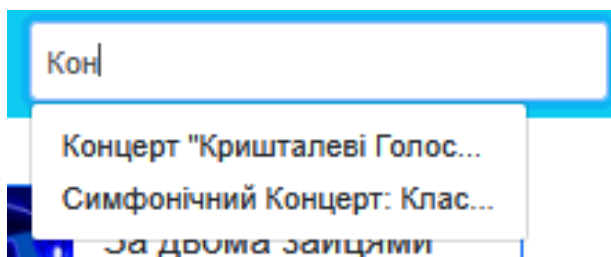 Кон
Концерт "Кришталеві Голос...
Симфонічний Концерт: Клас...
За двома зайцями